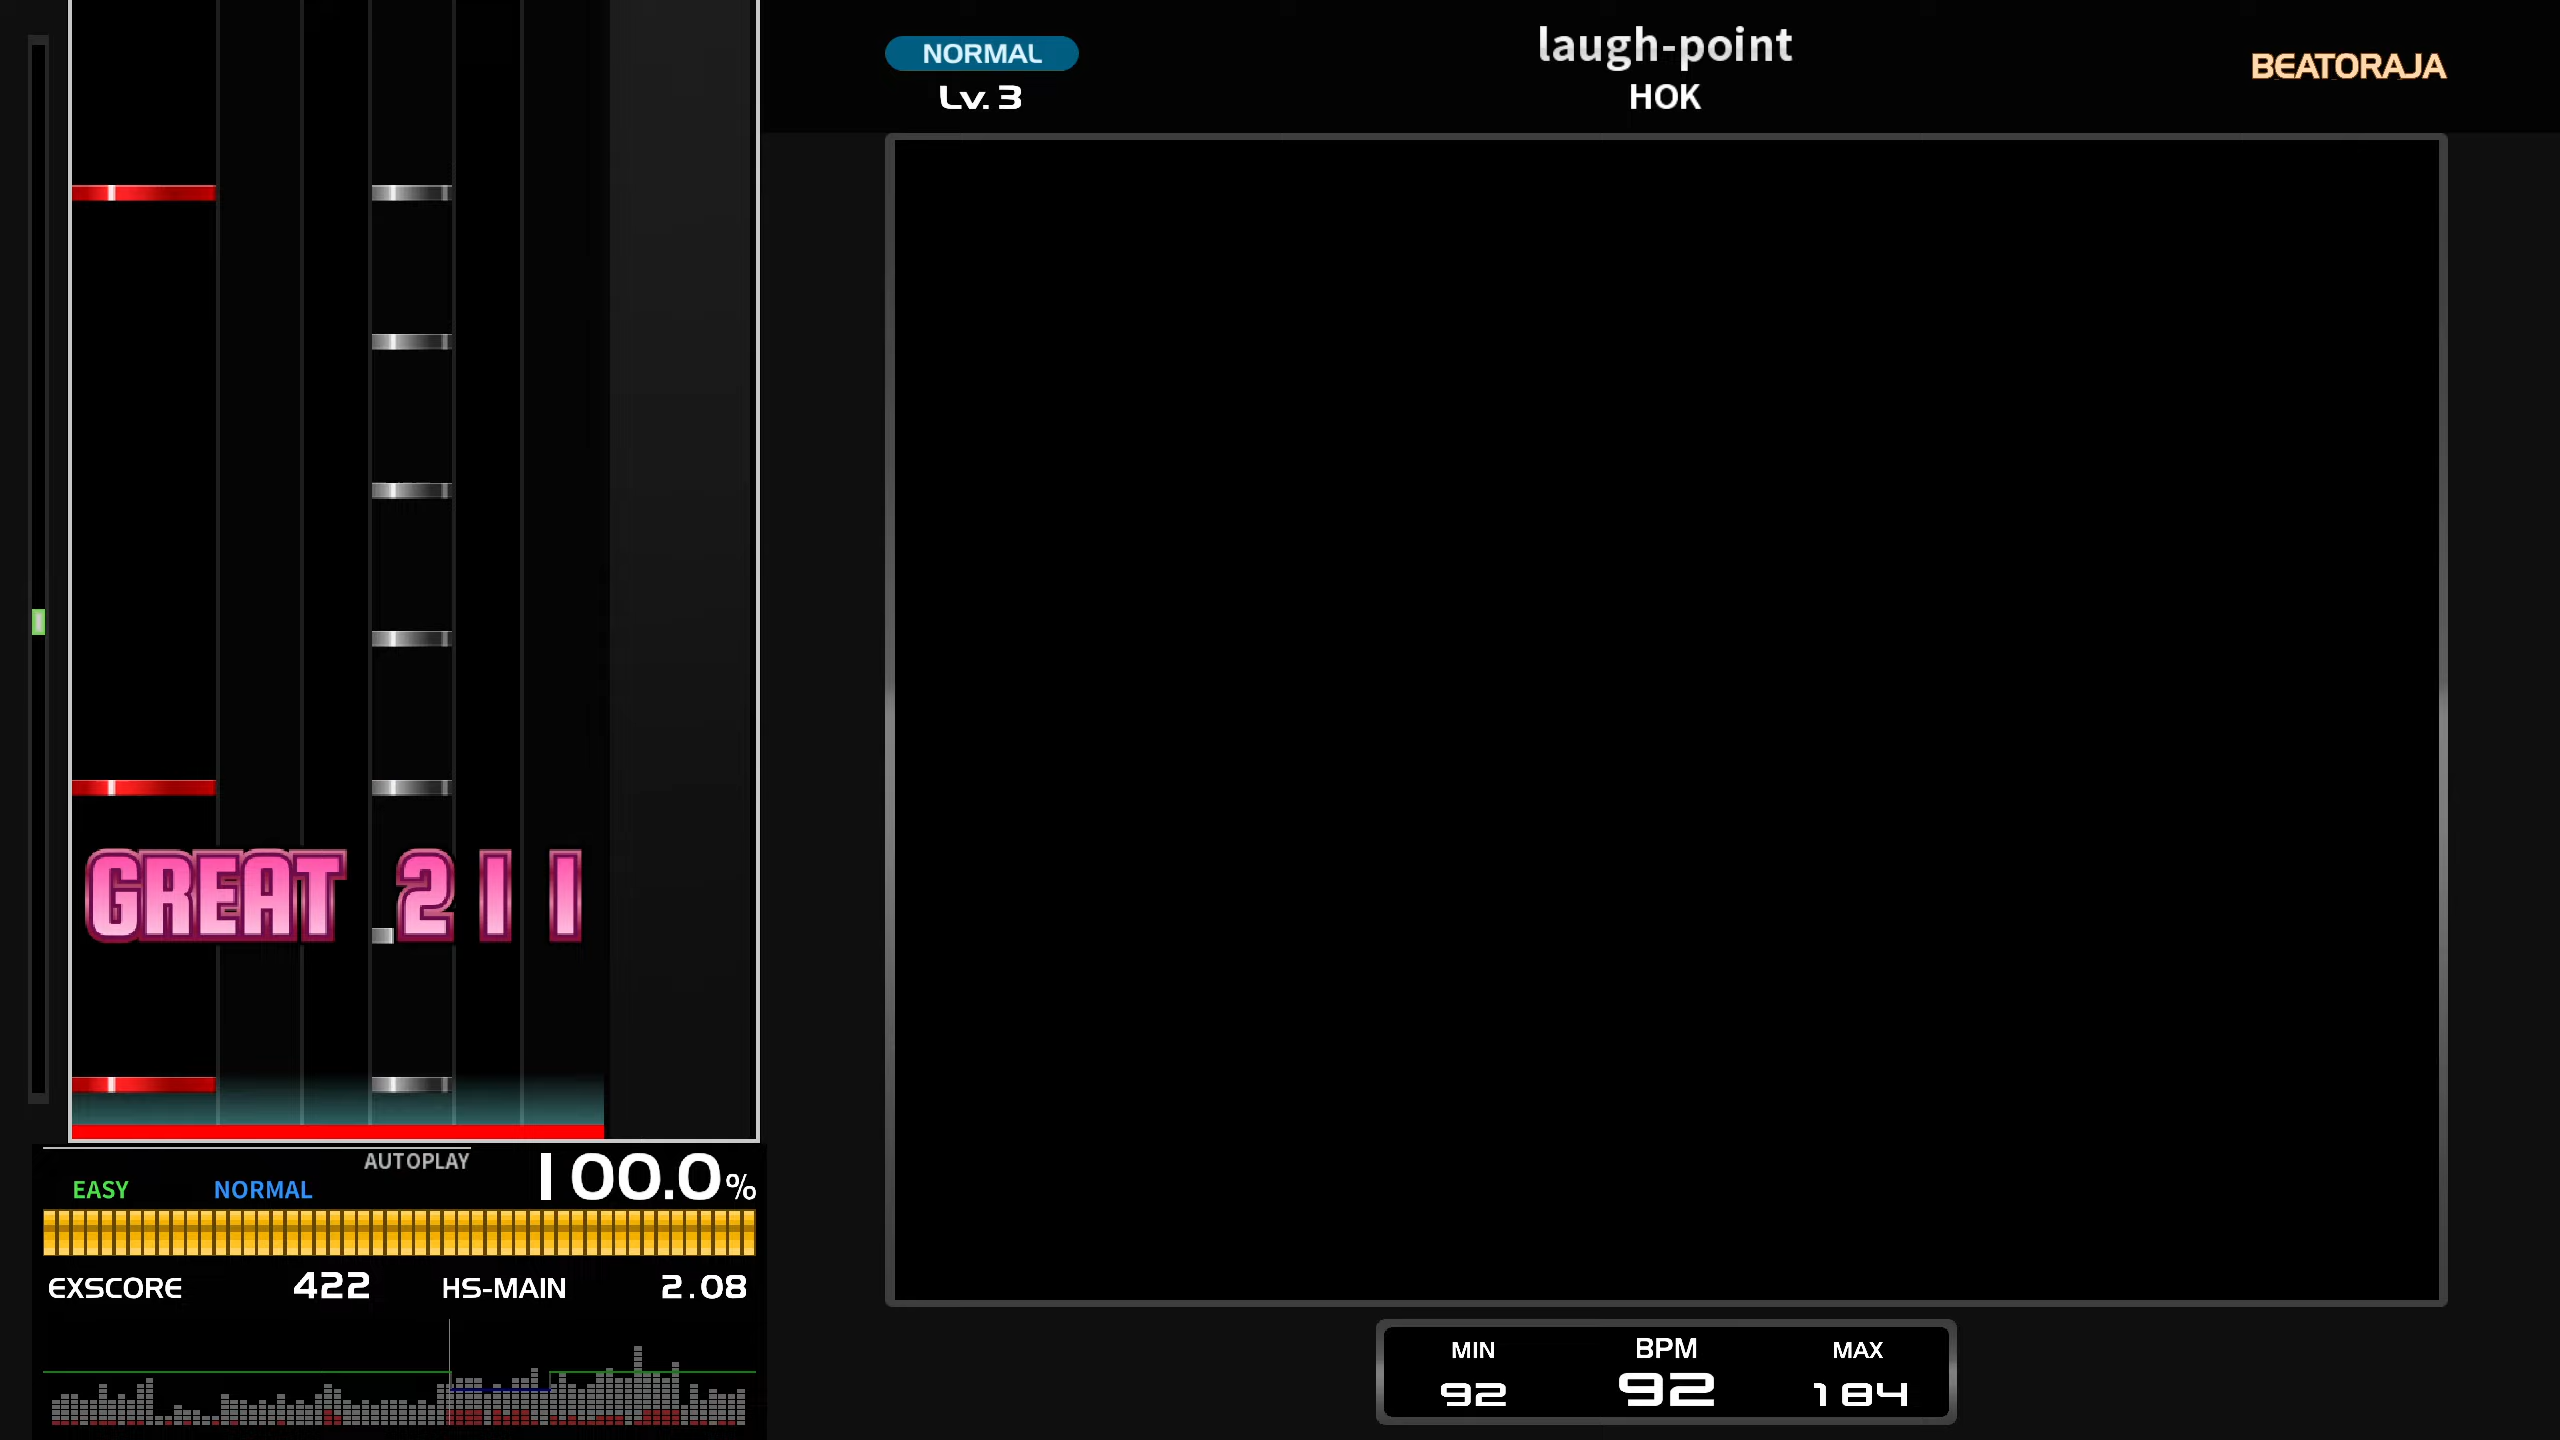 NORMAL
Lv. 3
laugh-point
HOK
BEATORAJA
GREAT 211
AUTOPLAY
EASY NORMAL 100.0%
EXSCORE 422 HS-MAIN 2.08
MIN BPM MAX
92 92 184